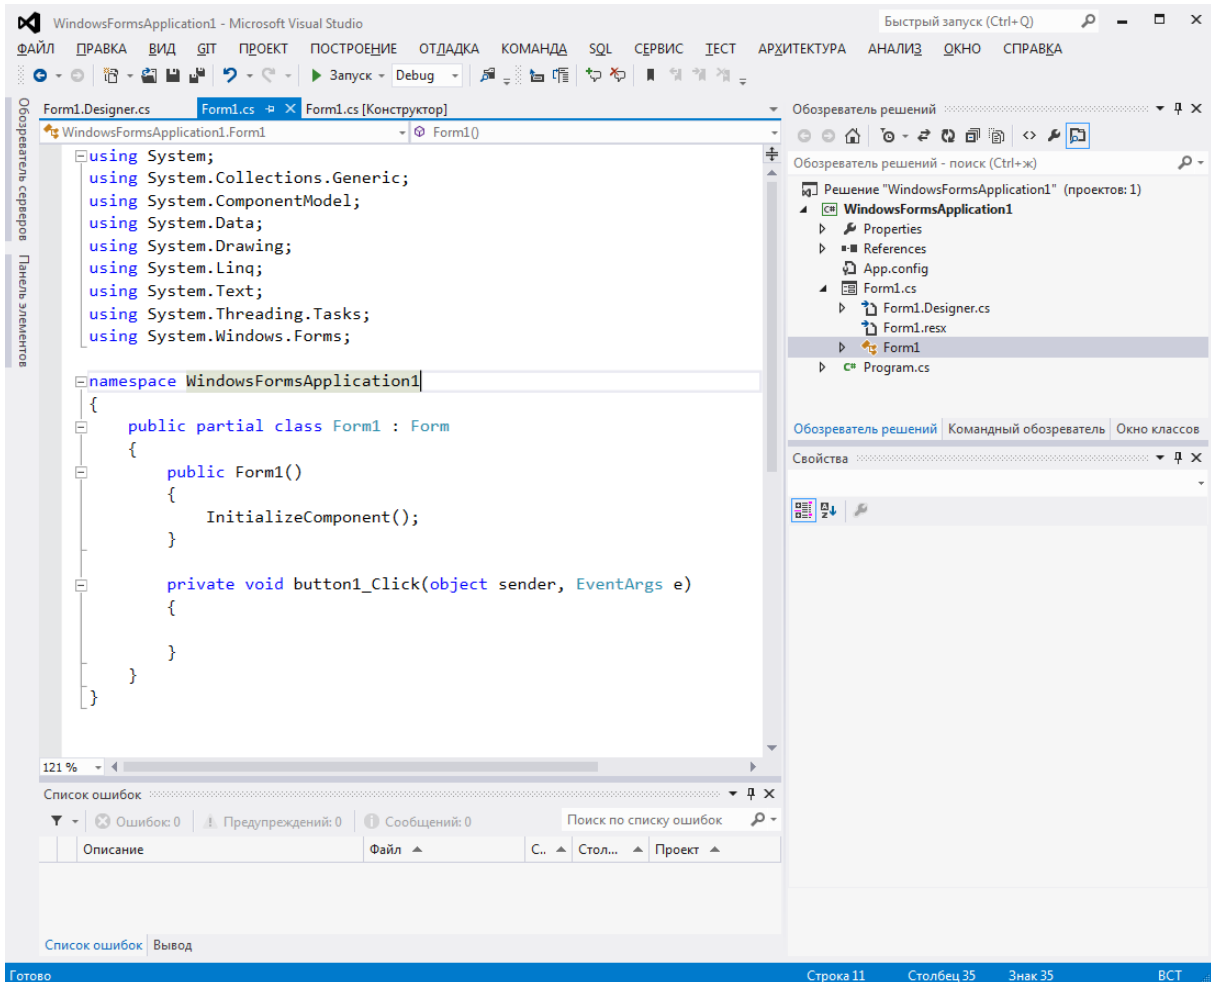 WindowsFormsApplication1 - Microsoft Visual Studio
Быстрый запуск (Ctrl+Q)
ФАЙЛ ПРАВКА ВИД GIT ПРОЕКТ ПОСТРОЕНИЕ ОТЛАДКА КОМАНДА SQL СЕРВИС ТЕСТ АРХИТЕКТУРА АНАЛИЗ ОКНО СПРАВКА
Запуск Debug
Обозреватель серверов
Панель элементов
Form1.Designer.cs Form1.cs Form1.cs [Конструктор]
WindowsFormsApplication1.Form1 Form1()
using System;
using System.Collections.Generic;
using System.ComponentModel;
using System.Data;
using System.Drawing;
using System.Linq;
using System.Text;
using System.Threading.Tasks;
using System.Windows.Forms;
namespace WindowsFormsApplication1
{
public partial class Form1 : Form
{
public Form1()
{
InitializeComponent();
}
private void button1_Click(object sender, EventArgs e)
{
}
}
}
121 %
Список ошибок
Ошибок: 0 Предупреждений: 0 Сообщений: 0 Поиск по списку ошибок
Описание Файл С.. Стол... Проект
Список ошибок Вывод
Обозреватель решений
Обозреватель решений - поиск (Ctrl+ж)
Решение "WindowsFormsApplication1" (проектов: 1)
C# WindowsFormsApplication1
Properties
References
App.config
Form1.cs
Form1.Designer.cs
Form1.resx
Form1
C# Program.cs
Обозреватель решений Командный обозреватель Окно классов
Свойства
Готово Строка 11 Столбец 35 Знак 35 ВСТ